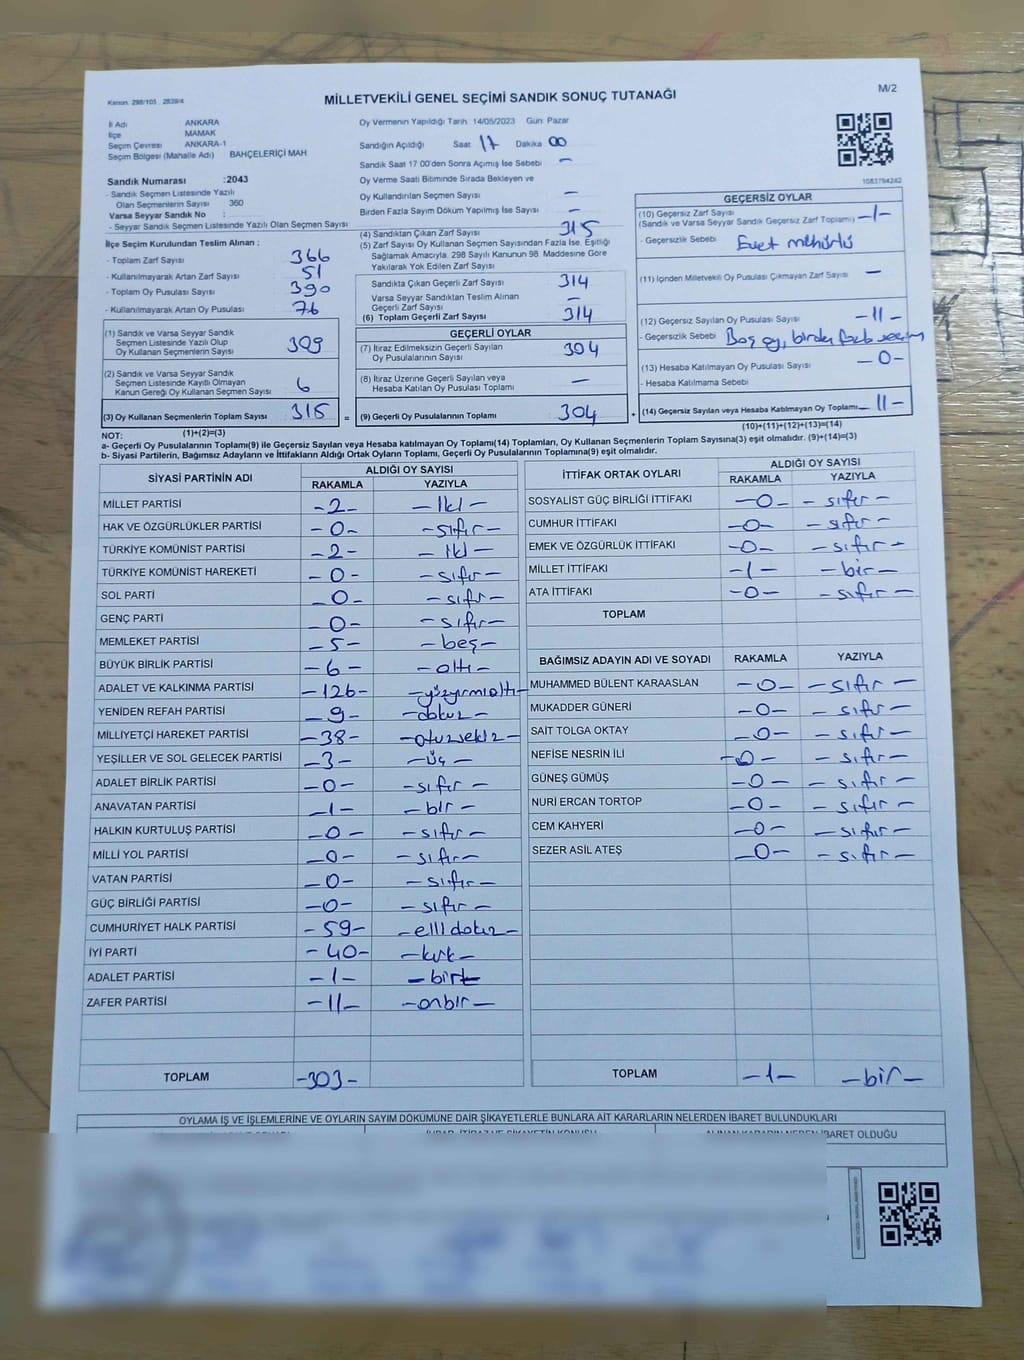 Kanun. 298/105 . 2839/4
MİLLETVEKİLİ GENEL SEÇİMİ SANDIK SONUÇ TUTANAĞI
M/2
İl Adı ANKARA
İlçe MAMAK
Seçim Çevresi ANKARA-1
Seçim Bölgesi (Mahalle Adı) BAHÇELERİÇİ MAH
Oy Vermenin Yapıldığı Tarih 14/05/2023 Gün Pazar
Sandığın Açıldığı Saat 17 Dakika 00
Sandık Saat 17 00'den Sonra Açımış İse Sebebi –
Oy Verme Saati Bitiminde Sırada Bekleyen ve
Oy Kullandırılan Seçmen Sayısı –
Birden Fazla Sayım Döküm Yapılmış İse Sayısı –
1083794242
Sandık Numarası :2043
- Sandık Seçmen Listesinde Yazılı
Olan Seçmenlerin Sayısı 360
Varsa Seyyar Sandık No :
- Seyyar Sandık Seçmen Listesinde Yazılı Olan Seçmen Sayısı
İlçe Seçim Kurulundan Teslim Alınan :
- Toplam Zarf Sayısı 366
- Kullanılmayarak Artan Zarf Sayısı 51
- Toplam Oy Pusulası Sayısı 390
- Kullanılmayarak Artan Oy Pusulası 76
(1) Sandık ve Varsa Seyyar Sandık
Seçmen Listesinde Yazılı Olup
Oy Kullanan Seçmenlerin Sayısı 309
(2) Sandık ve Varsa Seyyar Sandık
Seçmen Listesinde Kayıtlı Olmayan
Kanun Gereği Oy Kullanan Seçmen Sayısı 6
(3) Oy Kullanan Seçmenlerin Toplam Sayısı 315 =
(1)+(2)=(3)
(4) Sandıktan Çıkan Zarf Sayısı 315
(5) Zarf Sayısı Oy Kullanan Seçmen Sayısından Fazla İse, Eşitliği
Sağlamak Amacıyla, 298 Sayılı Kanunun 98. Maddesine Göre
Yakılarak Yok Edilen Zarf Sayısı
Sandıkta Çıkan Geçerli Zarf Sayısı 314
Varsa Seyyar Sandıktan Teslim Alınan
Geçerli Zarf Sayısı –
(6) Toplam Geçerli Zarf Sayısı 314
GEÇERLİ OYLAR
(7) İtiraz Edilmeksizin Geçerli Sayılan
Oy Pusulalarının Sayısı 304
(8) İtiraz Üzerine Geçerli Sayılan veya
Hesaba Katılan Oy Pusulası Toplamı –
(9) Geçerli Oy Pusulalarının Toplamı 304 +
GEÇERSİZ OYLAR
(10) Geçersiz Zarf Sayısı
(Sandık ve Varsa Seyyar Sandık Geçersiz Zarf Toplamı) –1–
- Geçersizlik Sebebi Evet mühürlü
(11) İçinden Milletvekili Oy Pusulası Çıkmayan Zarf Sayısı –
(12) Geçersiz Sayılan Oy Pusulası Sayısı –11–
- Geçersizlik Sebebi Boş oy, birden fazla seçim
(13) Hesaba Katılmayan Oy Pusulası Sayısı –0–
- Hesaba Katılmama Sebebi
(14) Geçersiz Sayılan veya Hesaba Katılmayan Oy Toplamı –11–
(10)+(11)+(12)+(13)=(14)
NOT:
a- Geçerli Oy Pusulalarının Toplamı(9) ile Geçersiz Sayılan veya Hesaba katılmayan Oy Toplamı(14) Toplamları, Oy Kullanan Seçmenlerin Toplam Sayısına(3) eşit olmalıdır. (9)+(14)=(3)
b- Siyasi Partilerin, Bağımsız Adayların ve İttifakların Aldığı Ortak Oyların Toplamı, Geçerli Oy Pusulalarının Toplamına(9) eşit olmalıdır.
SİYASİ PARTİNİN ADI ALDIĞI OY SAYISI
RAKAMLA YAZIYLA
MİLLET PARTİSİ –2– –iki–
HAK VE ÖZGÜRLÜKLER PARTİSİ –0– –sıfır–
TÜRKİYE KOMÜNİST PARTİSİ –2– –iki–
TÜRKİYE KOMÜNİST HAREKETİ –0– –sıfır–
SOL PARTİ –0– –sıfır–
GENÇ PARTİ –0– –sıfır–
MEMLEKET PARTİSİ –5– –beş–
BÜYÜK BİRLİK PARTİSİ –6– –altı–
ADALET VE KALKINMA PARTİSİ –126– –yüzyirmialtı–
YENİDEN REFAH PARTİSİ –9– –dokuz–
MİLLİYETÇİ HAREKET PARTİSİ –38– –otuzsekiz–
YEŞİLLER VE SOL GELECEK PARTİSİ –3– –üç–
ADALET BİRLİK PARTİSİ –0– –sıfır–
ANAVATAN PARTİSİ –1– –bir–
HALKIN KURTULUŞ PARTİSİ –0– –sıfır–
MİLLİ YOL PARTİSİ –0– –sıfır–
VATAN PARTİSİ –0– –sıfır–
GÜÇ BİRLİĞİ PARTİSİ –0– –sıfır–
CUMHURİYET HALK PARTİSİ –59– –ellidokuz–
İYİ PARTİ –40– –kırk–
ADALET PARTİSİ –1– –bir–
ZAFER PARTİSİ –11– –onbir–
TOPLAM –303–
İTTİFAK ORTAK OYLARI ALDIĞI OY SAYISI
RAKAMLA YAZIYLA
SOSYALİST GÜÇ BİRLİĞİ İTTİFAKI –0– –sıfır–
CUMHUR İTTİFAKI –0– –sıfır–
EMEK VE ÖZGÜRLÜK İTTİFAKI –0– –sıfır–
MİLLET İTTİFAKI –1– –bir–
ATA İTTİFAKI –0– –sıfır–
TOPLAM
BAĞIMSIZ ADAYIN ADI VE SOYADI RAKAMLA YAZIYLA
MUHAMMED BÜLENT KARAASLAN –0– –sıfır–
MUKADDER GÜNERİ –0– –sıfır–
SAİT TOLGA OKTAY –0– –sıfır–
NEFİSE NESRİN İLİ –0– –sıfır–
GÜNEŞ GÜMÜŞ –0– –sıfır–
NURİ ERCAN TORTOP –0– –sıfır–
CEM KAHYERİ –0– –sıfır–
SEZER ASİL ATEŞ –0– –sıfır–
TOPLAM –1– –bir–
OYLAMA İŞ VE İŞLEMLERİNE VE OYLARIN SAYIM DÖKÜMÜNE DAİR ŞİKAYETLERLE BUNLARA AİT KARARLARIN NELERDEN İBARET BULUNDUKLARI
İBARET OLDUĞU